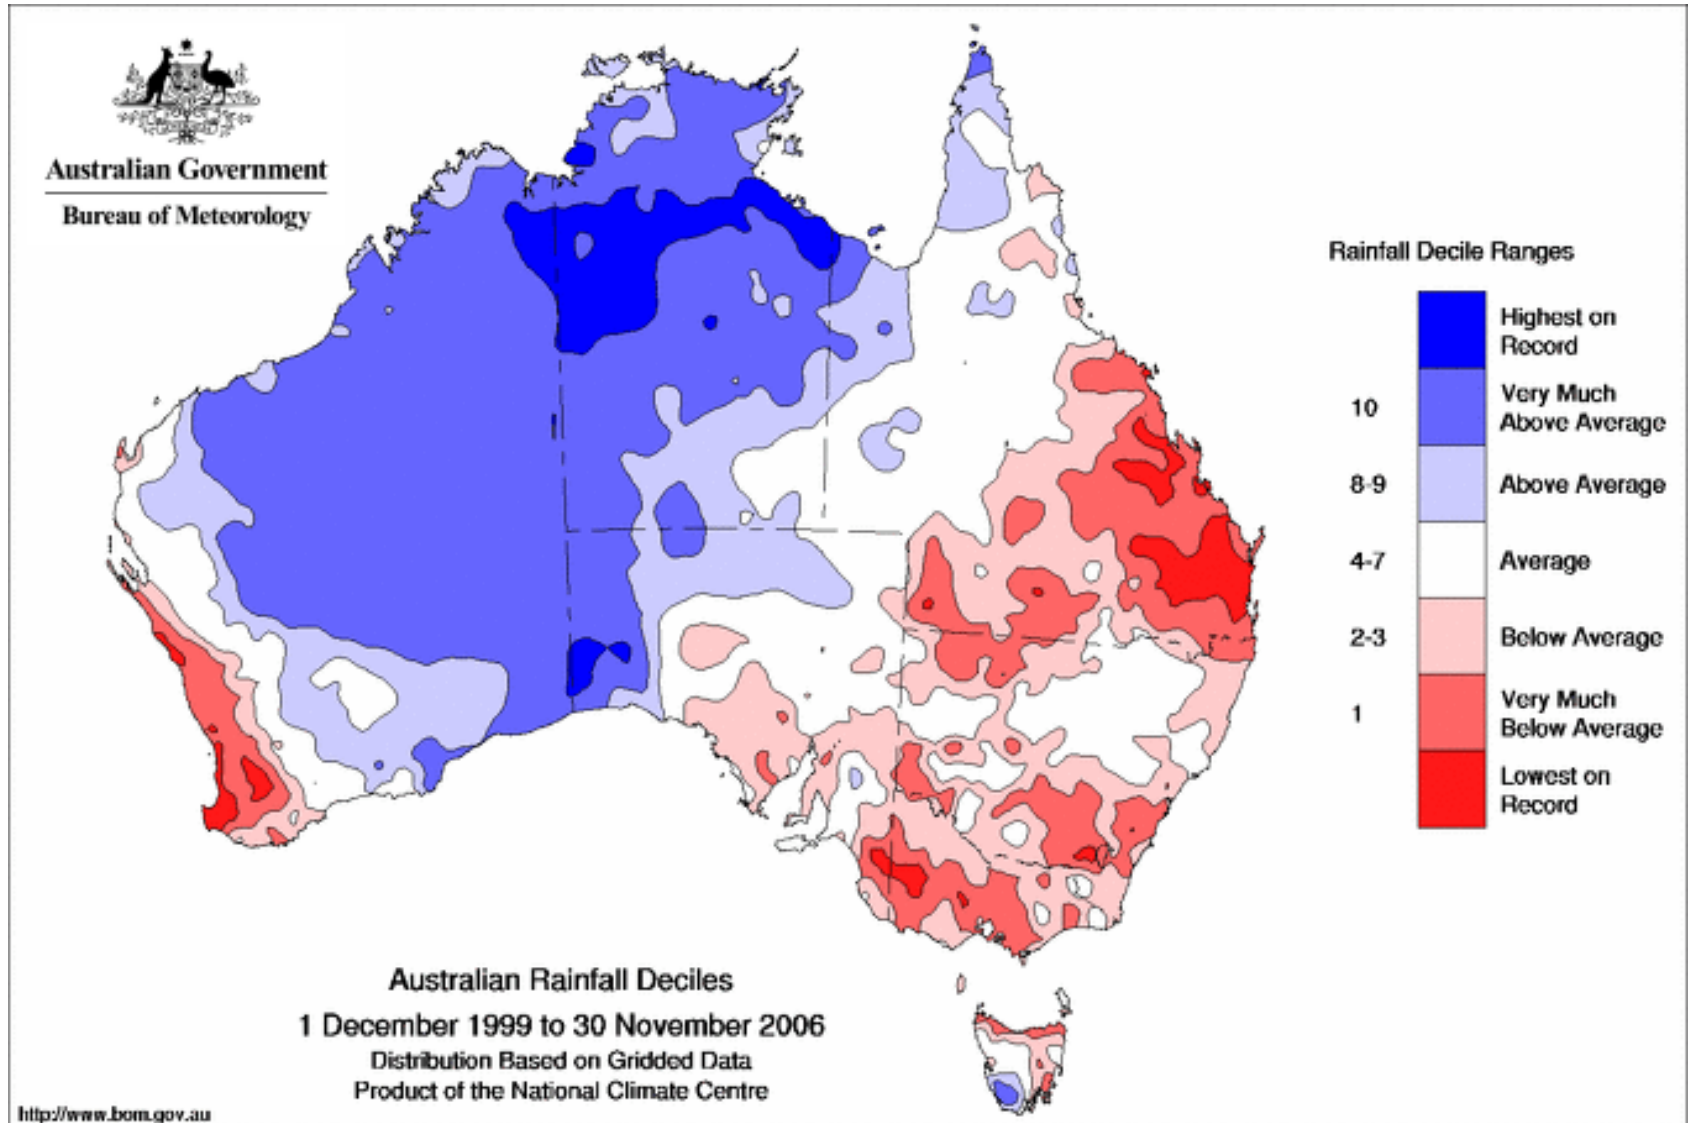 Australian Government
Bureau of Meteorology
Rainfall Decile Ranges
Highest on
Record
10
Very Much
Above Average
8-9
Above Average
4-7
Average
2-3
Below Average
1
Very Much
Below Average
Lowest on
Record
Australian Rainfall Deciles
1 December 1999 to 30 November 2006
Distribution Based on Gridded Data
Product of the National Climate Centre
http://www.bom.gov.au